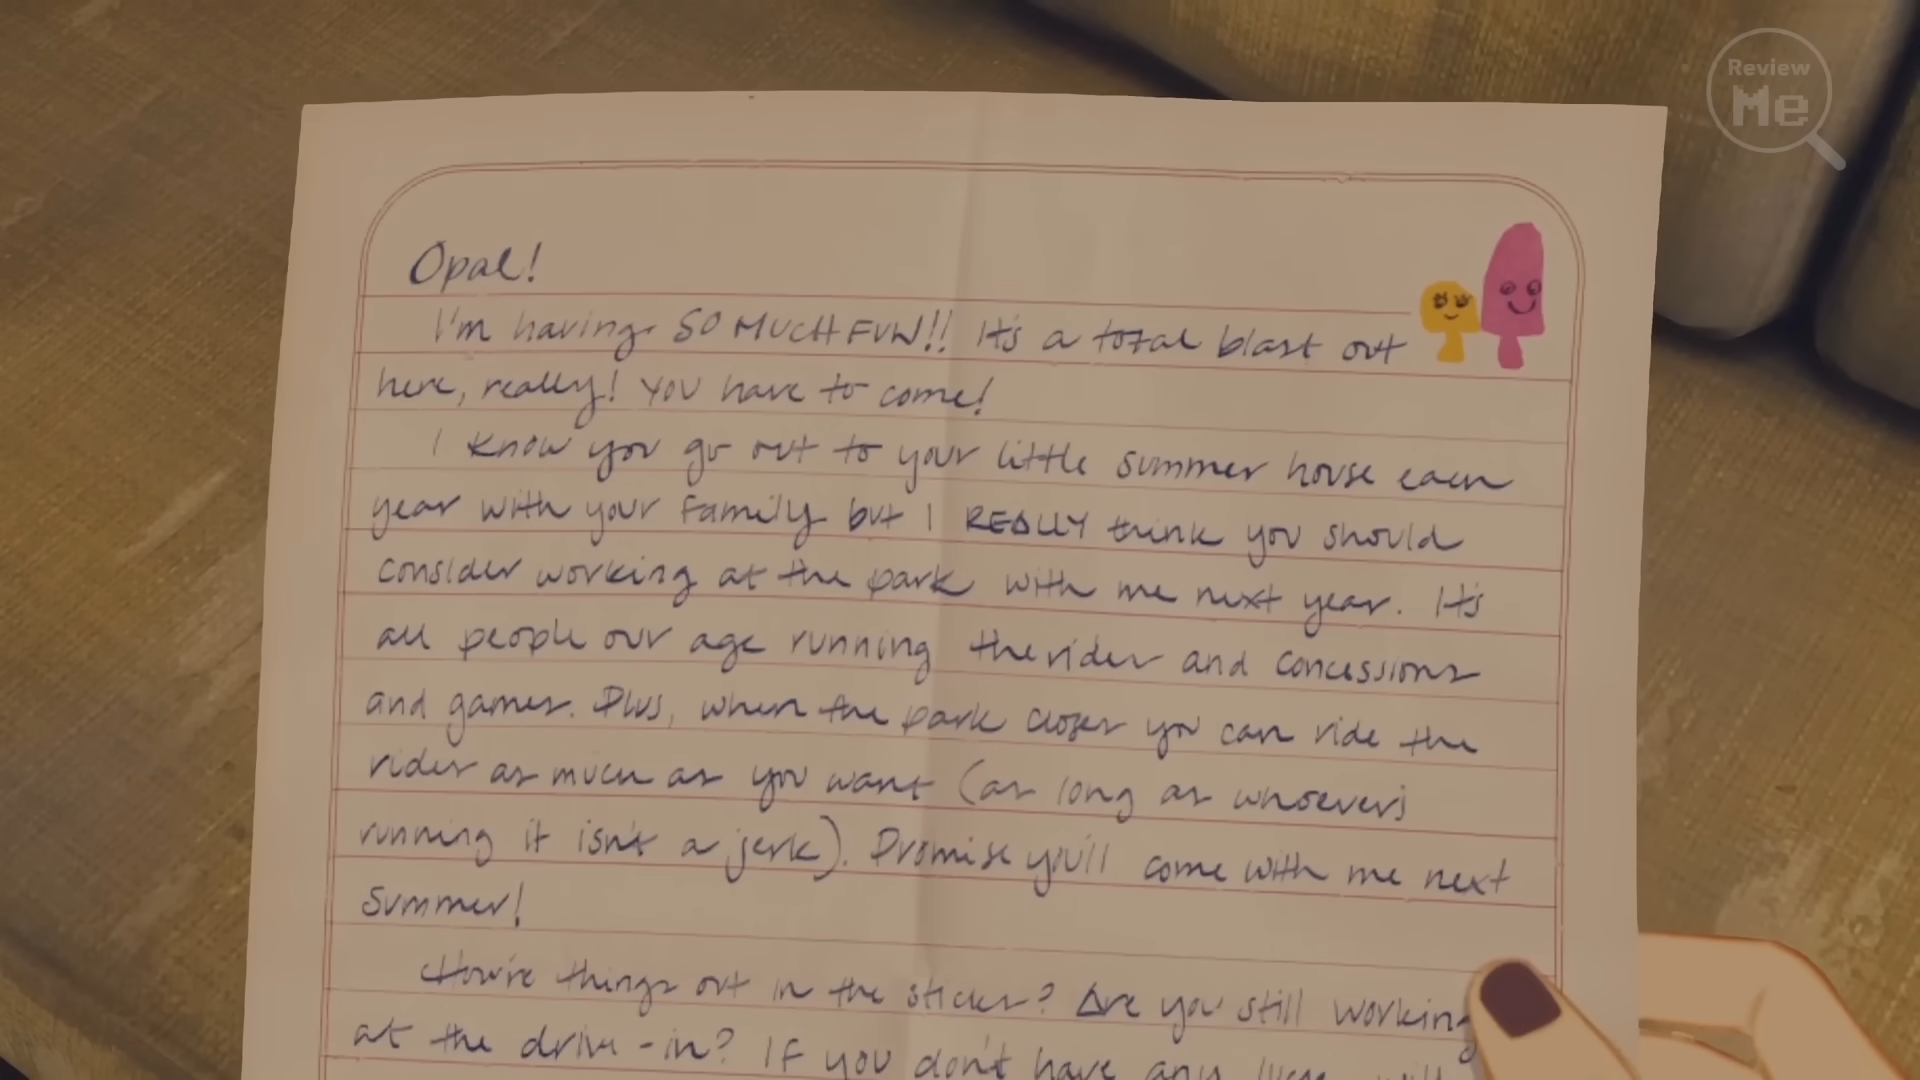 Review
Me
Opal!
I'm having SO MUCH FUN!! It's a total blast out
here, really! You have to come!
I know you go out to your little summer house each
year with your family but I REALLY think you should
consider working at the park with me next year. It's
all people our age running the rides and concessions
and games. Plus, when the park closes you can ride the
rides as much as you want (as long as whoever's
running it isn't a jerk). Promise you'll come with me next
summer!
How're things out in the sticks? Are you still working
at the drive-in? If you don't have any